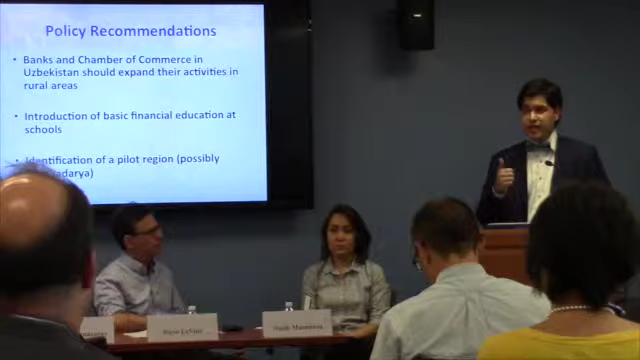 Policy Recommendations
• Banks and Chamber of Commerce in
Uzbekistan should expand their activities in
rural areas
• Introduction of basic financial education at
schools
• Identification of a pilot region (possibly